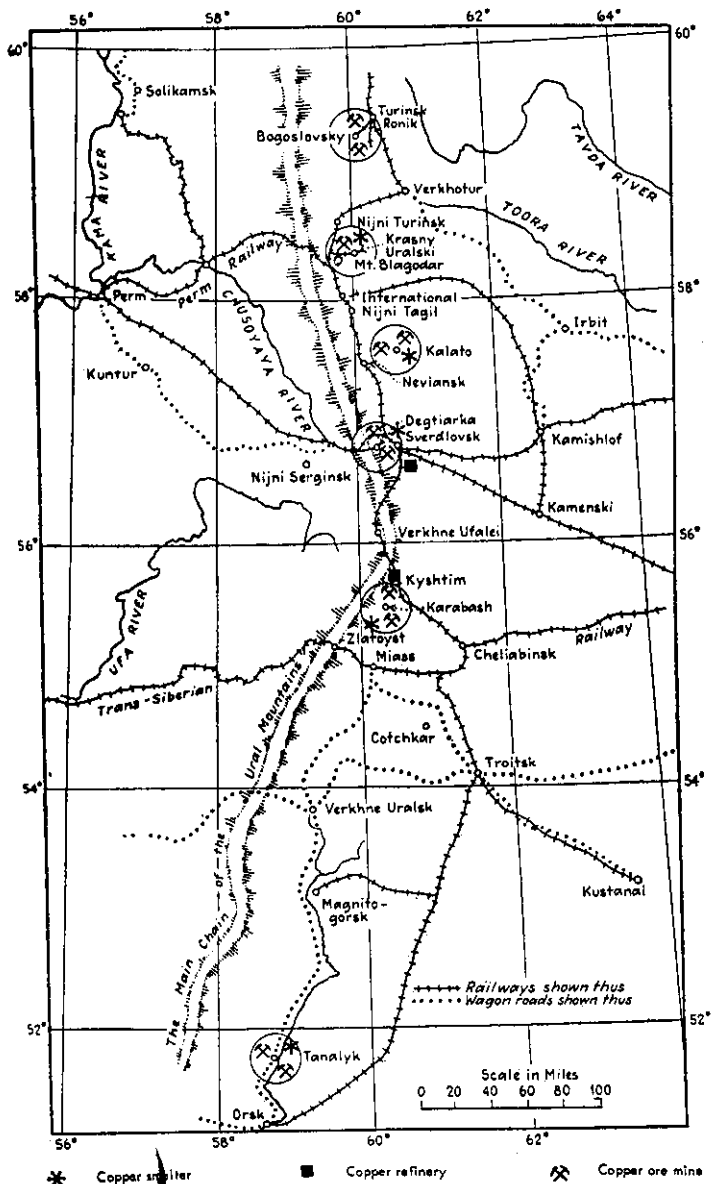 56° 58° 60° 62° 64°
60° 60°
Solikamsk
Turinsk
Ronik
Bogoslovsky
TAVDA RIVER
KAMA RIVER
Verkhotur
Nijni Turinsk
TOORA RIVER
Krasny
Uralski
Mt. Blagodar
Perm Railway
58° 58°
Perm
International
Nijni Tagil
CHUSOYAYA RIVER
Irbit
Kalato
Kuntur
Neviansk
Degtiarka
Sverdlovsk
Kamishlof
Nijni Serginsk
Kamenski
56° 56°
Verkhne Ufalei
Kyshtim
UFA RIVER
Karabash
Zlatoyst
Miass
Cheliabinsk
Trans-Siberian Railway
Cotchkar
Troitsk
54° 54°
Verkhne Uralsk
The Main Chain of the Ural Mountains
Magnito-
gorsk
Kustanai
Railways shown thus
Wagon roads shown thus
52° 52°
Tanalyk
Scale in Miles
0 20 40 60 80 100
Orsk
56° 58° 60° 62°
Copper smelter Copper refinery Copper ore mine